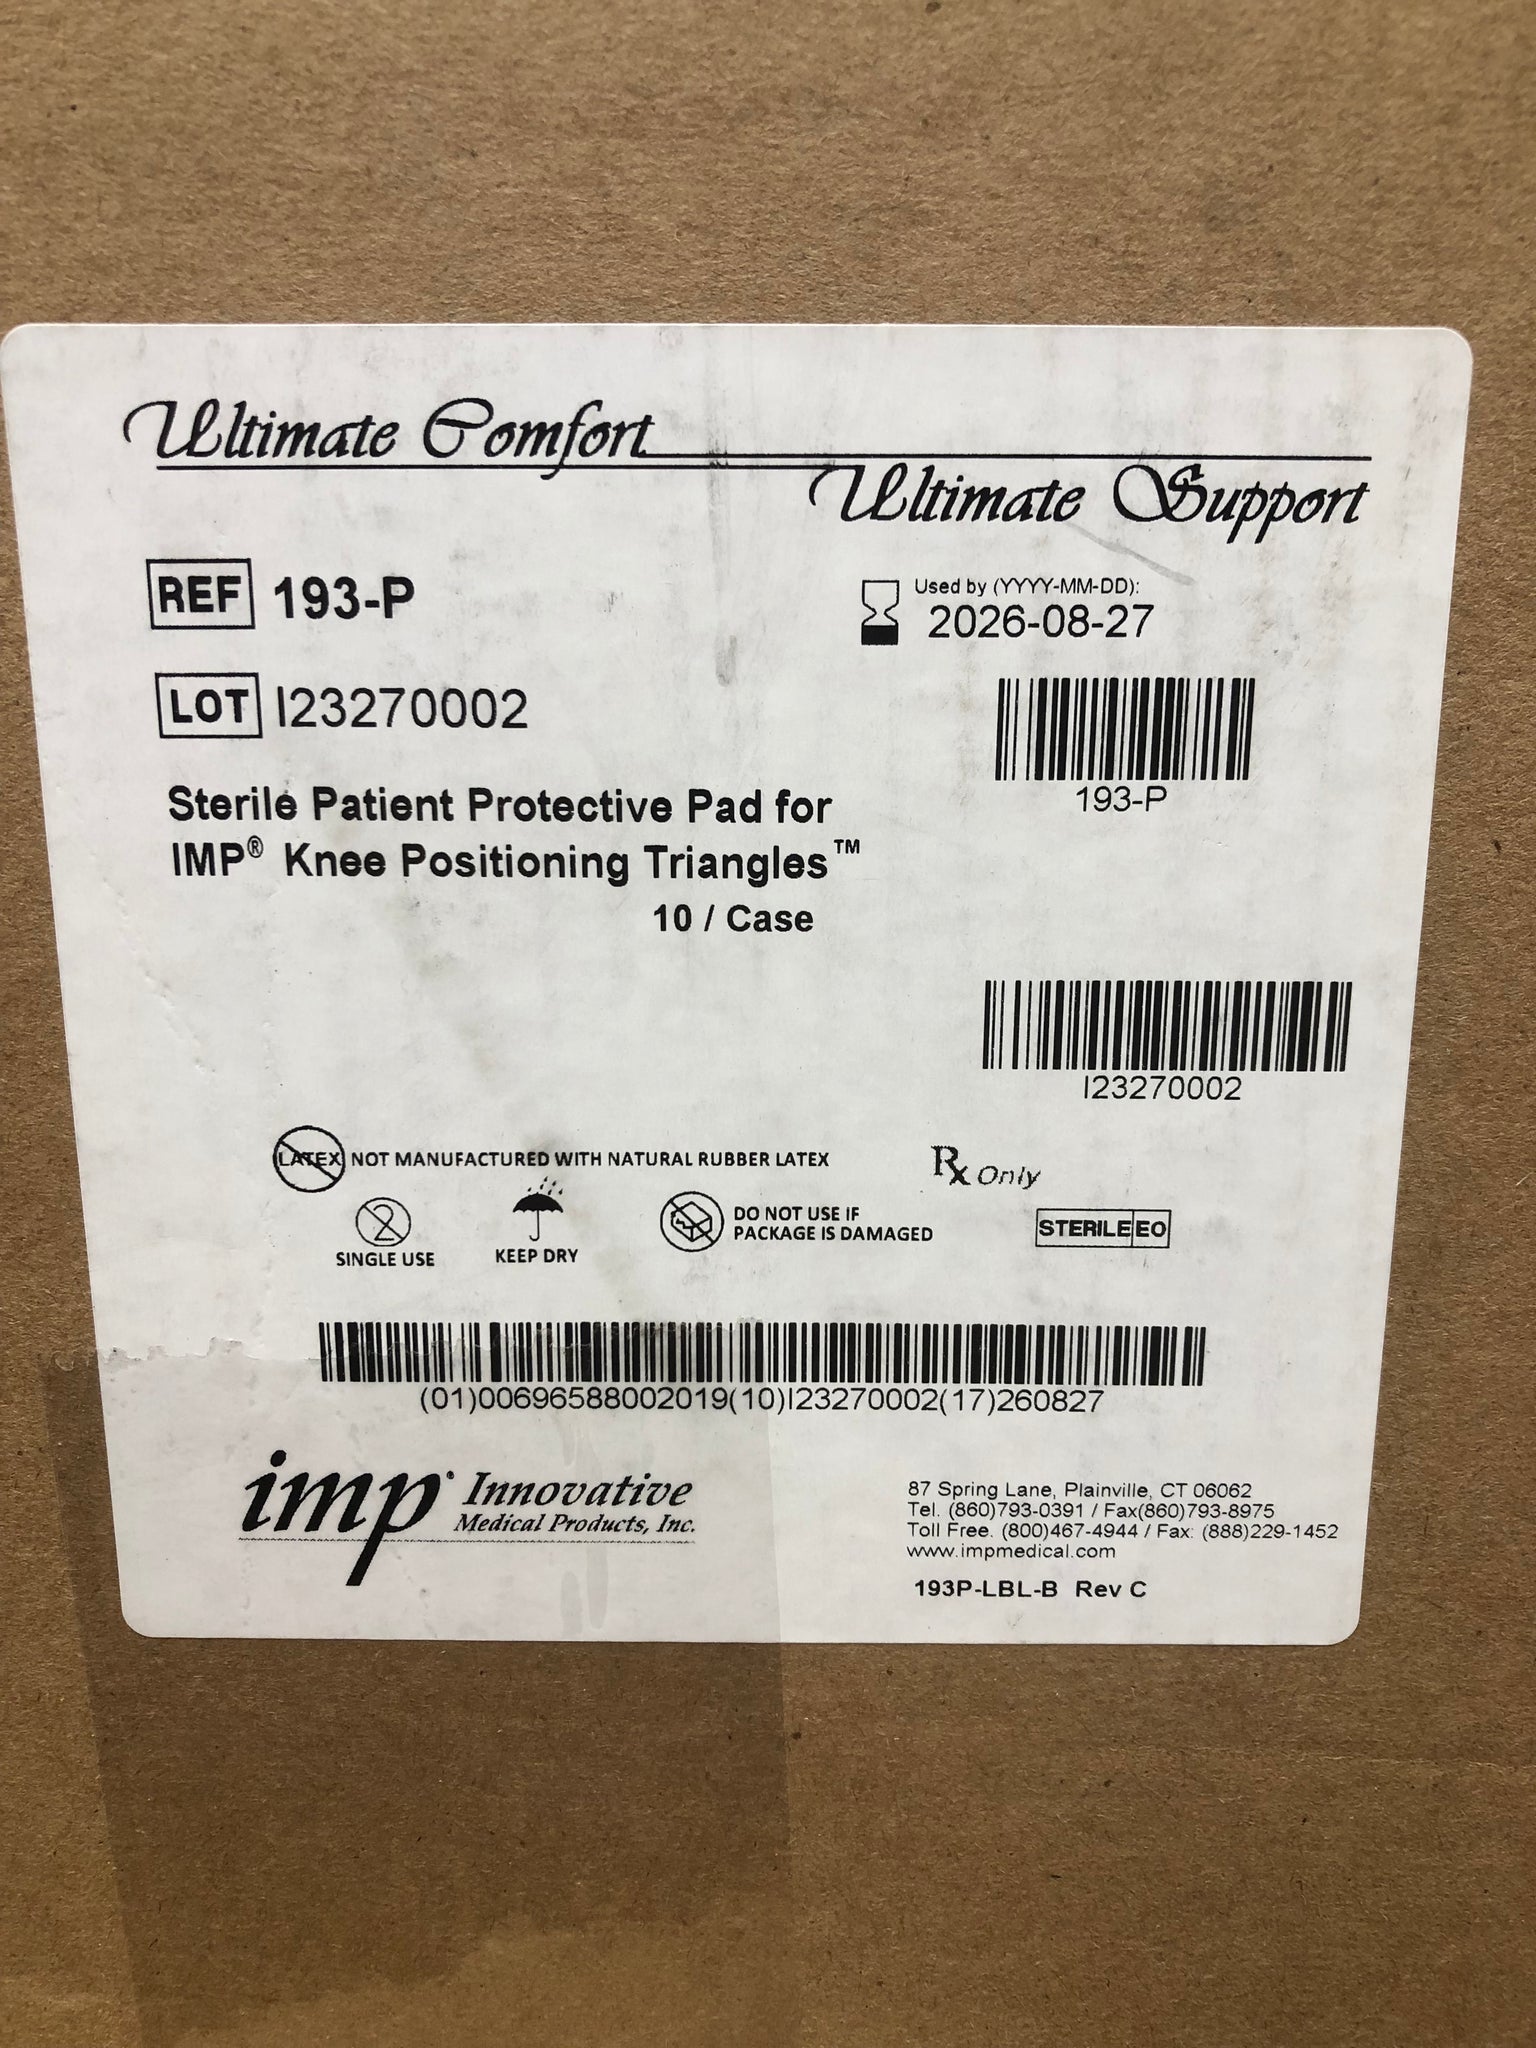 Ultimate Comfort
Ultimate Support
REF 193-P
Used by (YYYY-MM-DD):
2026-08-27
LOT I23270002
193-P
Sterile Patient Protective Pad for
IMP® Knee Positioning Triangles™
10 / Case
I23270002
LATEX NOT MANUFACTURED WITH NATURAL RUBBER LATEX
Rx Only
2
SINGLE USE
KEEP DRY
DO NOT USE IF
PACKAGE IS DAMAGED
STERILE EO
(01)00696588002019(10)I23270002(17)260827
imp® Innovative
Medical Products, Inc.
87 Spring Lane, Plainville, CT 06062
Tel. (860)793-0391 / Fax(860)793-8975
Toll Free. (800)467-4944 / Fax: (888)229-1452
www.impmedical.com
193P-LBL-B Rev C